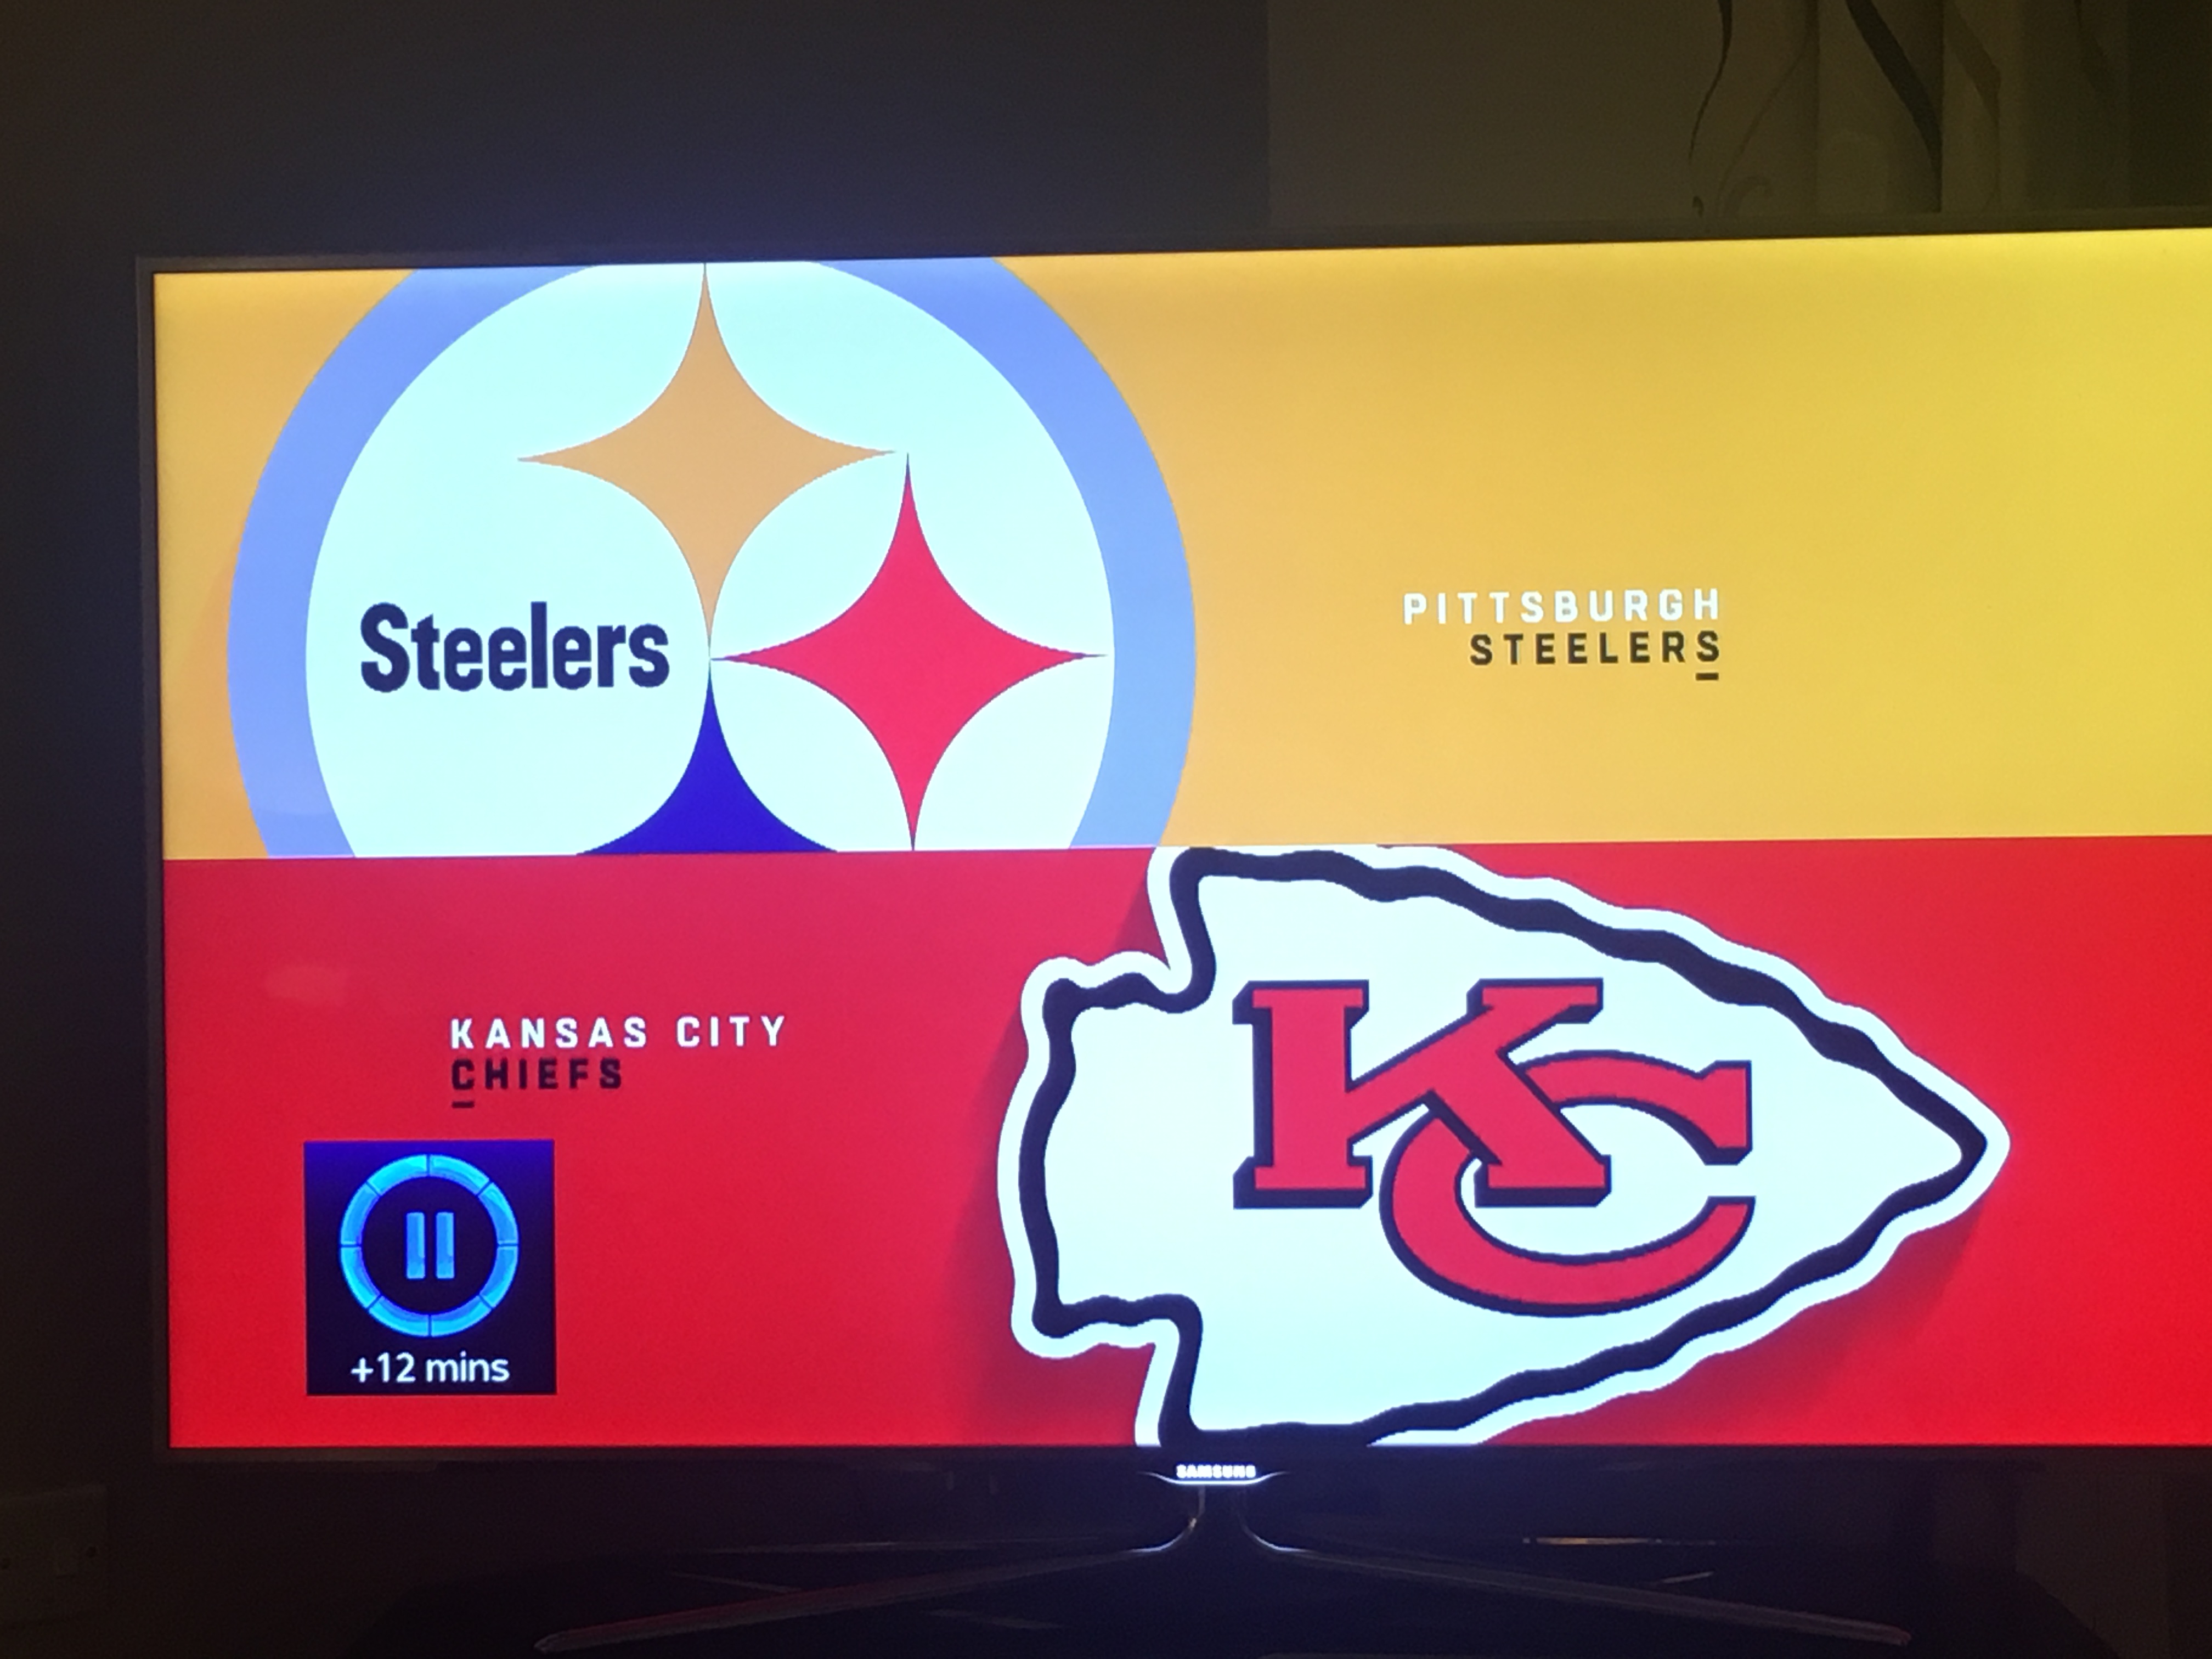 Steelers
PITTSBURGH
STEELERS
KANSAS CITY
CHIEFS
KC
+12 mins
SAMSUNG